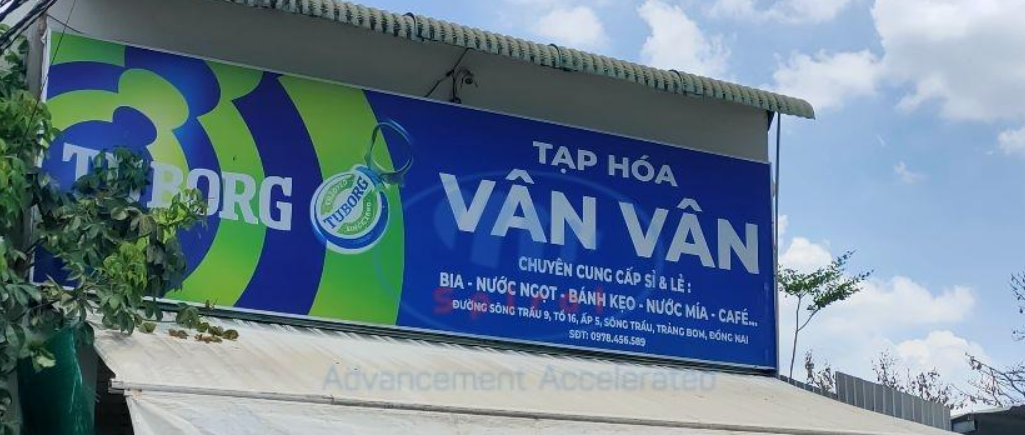 TUBORG
TUBORG
TẠP HÓA
VÂN VÂN
CHUYÊN CUNG CẤP SỈ & LẺ :
BIA - NƯỚC NGỌT - BÁNH KẸO - NƯỚC MÍA - CAFÉ...
ĐƯỜNG SÔNG TRẦU 9, TỔ 16, ẤP 5, SÔNG TRẦU, TRẢNG BOM, ĐỒNG NAI
SĐT: 0978.456.589
Advancement Accelerated